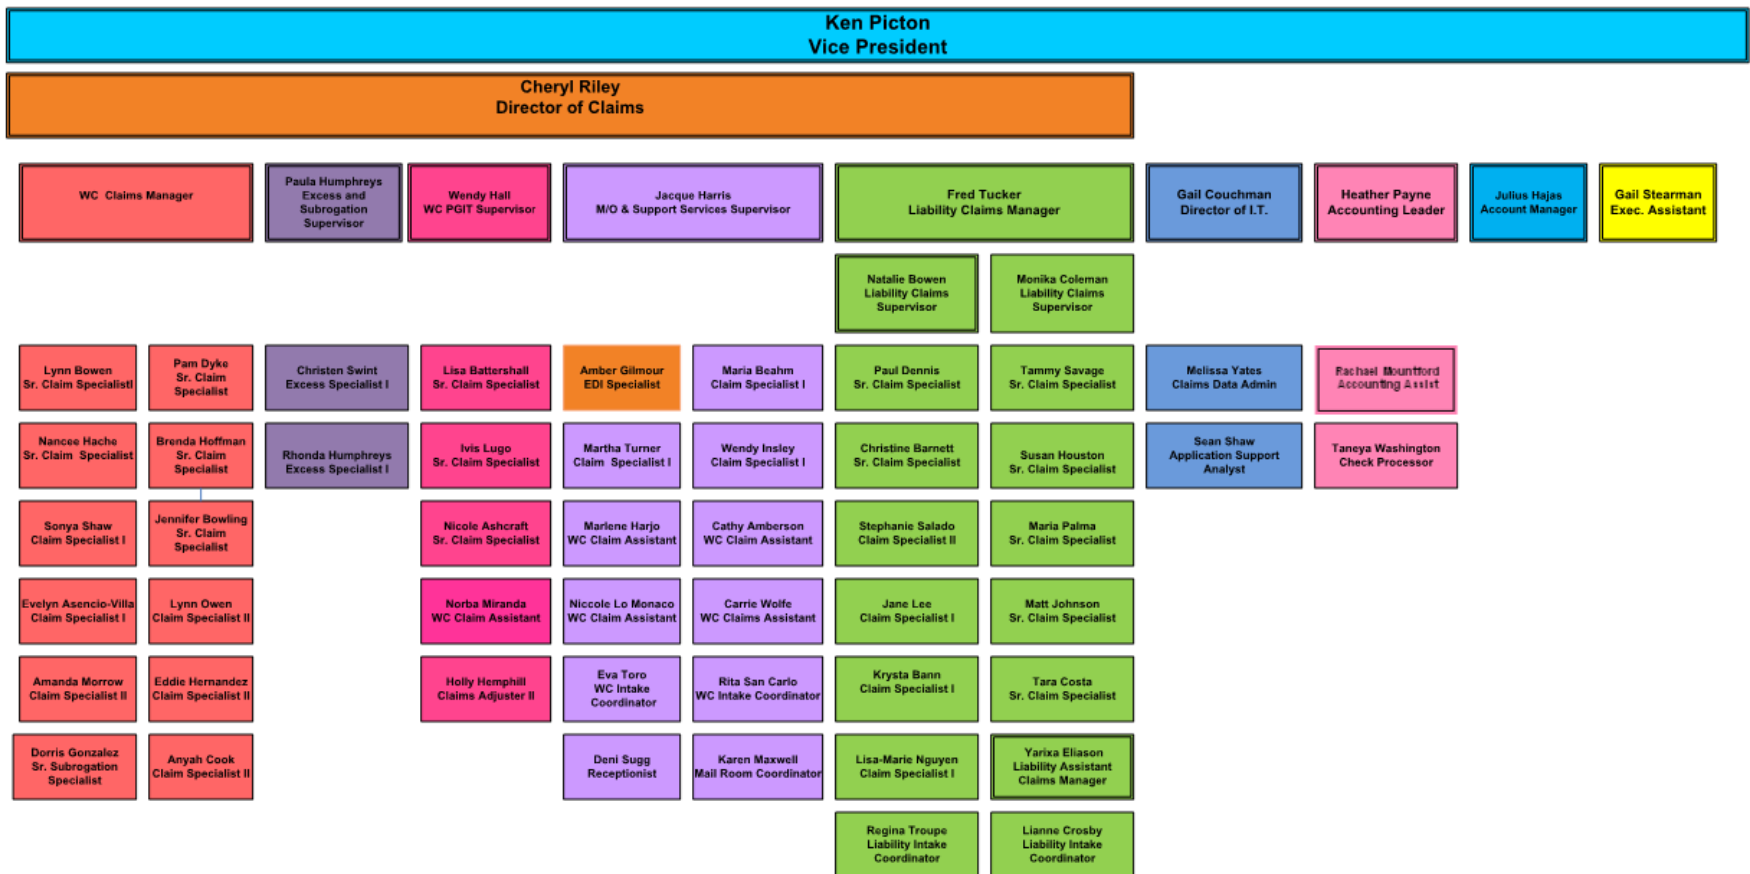 Ken Picton
Vice President
Cheryl Riley
Director of Claims
WC Claims Manager
Paula Humphreys
Excess and
Subrogation
Supervisor
Wendy Hall
WC PGIT Supervisor
Jacque Harris
M/O & Support Services Supervisor
Fred Tucker
Liability Claims Manager
Gail Couchman
Director of I.T.
Heather Payne
Accounting Leader
Julius Hajas
Account Manager
Gail Stearman
Exec. Assistant
Natalie Bowen
Liability Claims
Supervisor
Monika Coleman
Liability Claims
Supervisor
Lynn Bowen
Sr. Claim Specialistl
Pam Dyke
Sr. Claim
Specialist
Christen Swint
Excess Specialist I
Lisa Battershall
Sr. Claim Specialist
Amber Gilmour
EDI Specialist
Maria Beahm
Claim Specialist I
Paul Dennis
Sr. Claim Specialist
Tammy Savage
Sr. Claim Specialist
Melissa Yates
Claims Data Admin
Rachael Mountford
Accounting Assist
Nancee Hache
Sr. Claim Specialist
Brenda Hoffman
Sr. Claim
Specialist
Rhonda Humphreys
Excess Specialist I
Ivis Lugo
Sr. Claim Specialist
Martha Turner
Claim Specialist I
Wendy Insley
Claim Specialist I
Christine Barnett
Sr. Claim Specialist
Susan Houston
Sr. Claim Specialist
Sean Shaw
Application Support
Analyst
Taneya Washington
Check Processor
Sonya Shaw
Claim Specialist I
Jennifer Bowling
Sr. Claim
Specialist
Nicole Ashcraft
Sr. Claim Specialist
Marlene Harjo
WC Claim Assistant
Cathy Amberson
WC Claim Assistant
Stephanie Salado
Claim Specialist II
Maria Palma
Sr. Claim Specialist
Evelyn Asencio-Villa
Claim Specialist I
Lynn Owen
Claim Specialist II
Norba Miranda
WC Claim Assistant
Niccole Lo Monaco
WC Claim Assistant
Carrie Wolfe
WC Claims Assistant
Jane Lee
Claim Specialist I
Matt Johnson
Sr. Claim Specialist
Amanda Morrow
Claim Specialist II
Eddie Hernandez
Claim Specialist II
Holly Hemphill
Claims Adjuster II
Eva Toro
WC Intake
Coordinator
Rita San Carlo
WC Intake Coordinator
Krysta Bann
Claim Specialist I
Tara Costa
Sr. Claim Specialist
Dorris Gonzalez
Sr. Subrogation
Specialist
Anyah Cook
Claim Specialist II
Deni Sugg
Receptionist
Karen Maxwell
Mail Room Coordinator
Lisa-Marie Nguyen
Claim Specialist I
Yarixa Eliason
Liability Assistant
Claims Manager
Regina Troupe
Liability Intake
Coordinator
Lianne Crosby
Liability Intake
Coordinator